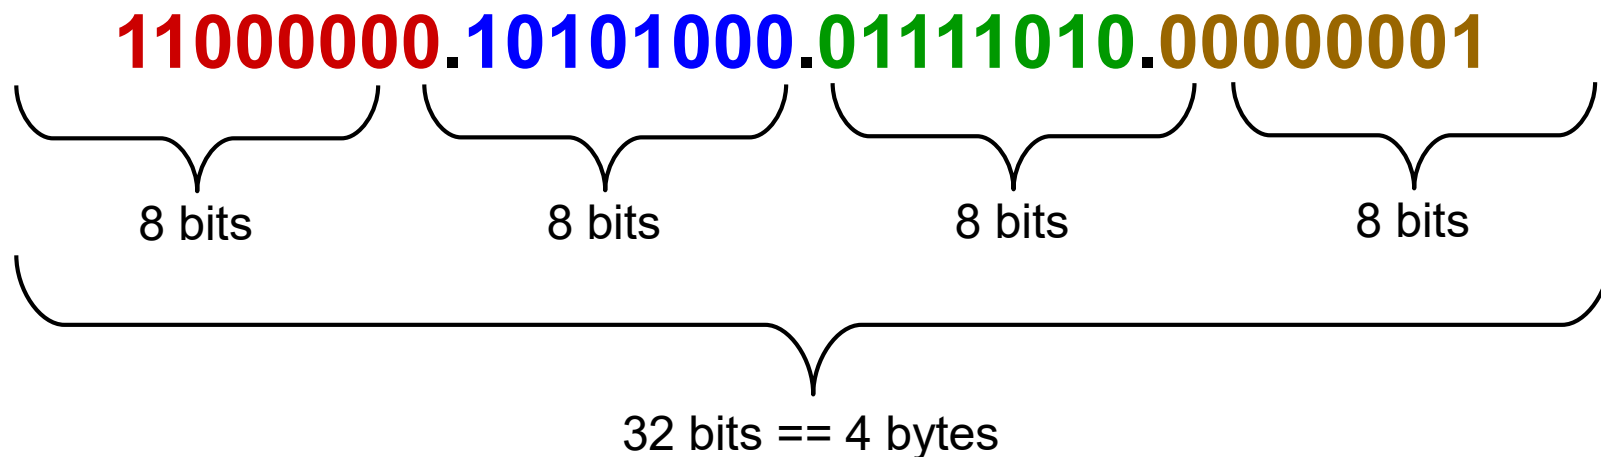 11000000.10101000.01111010.00000001
8 bits 8 bits 8 bits 8 bits
32 bits == 4 bytes